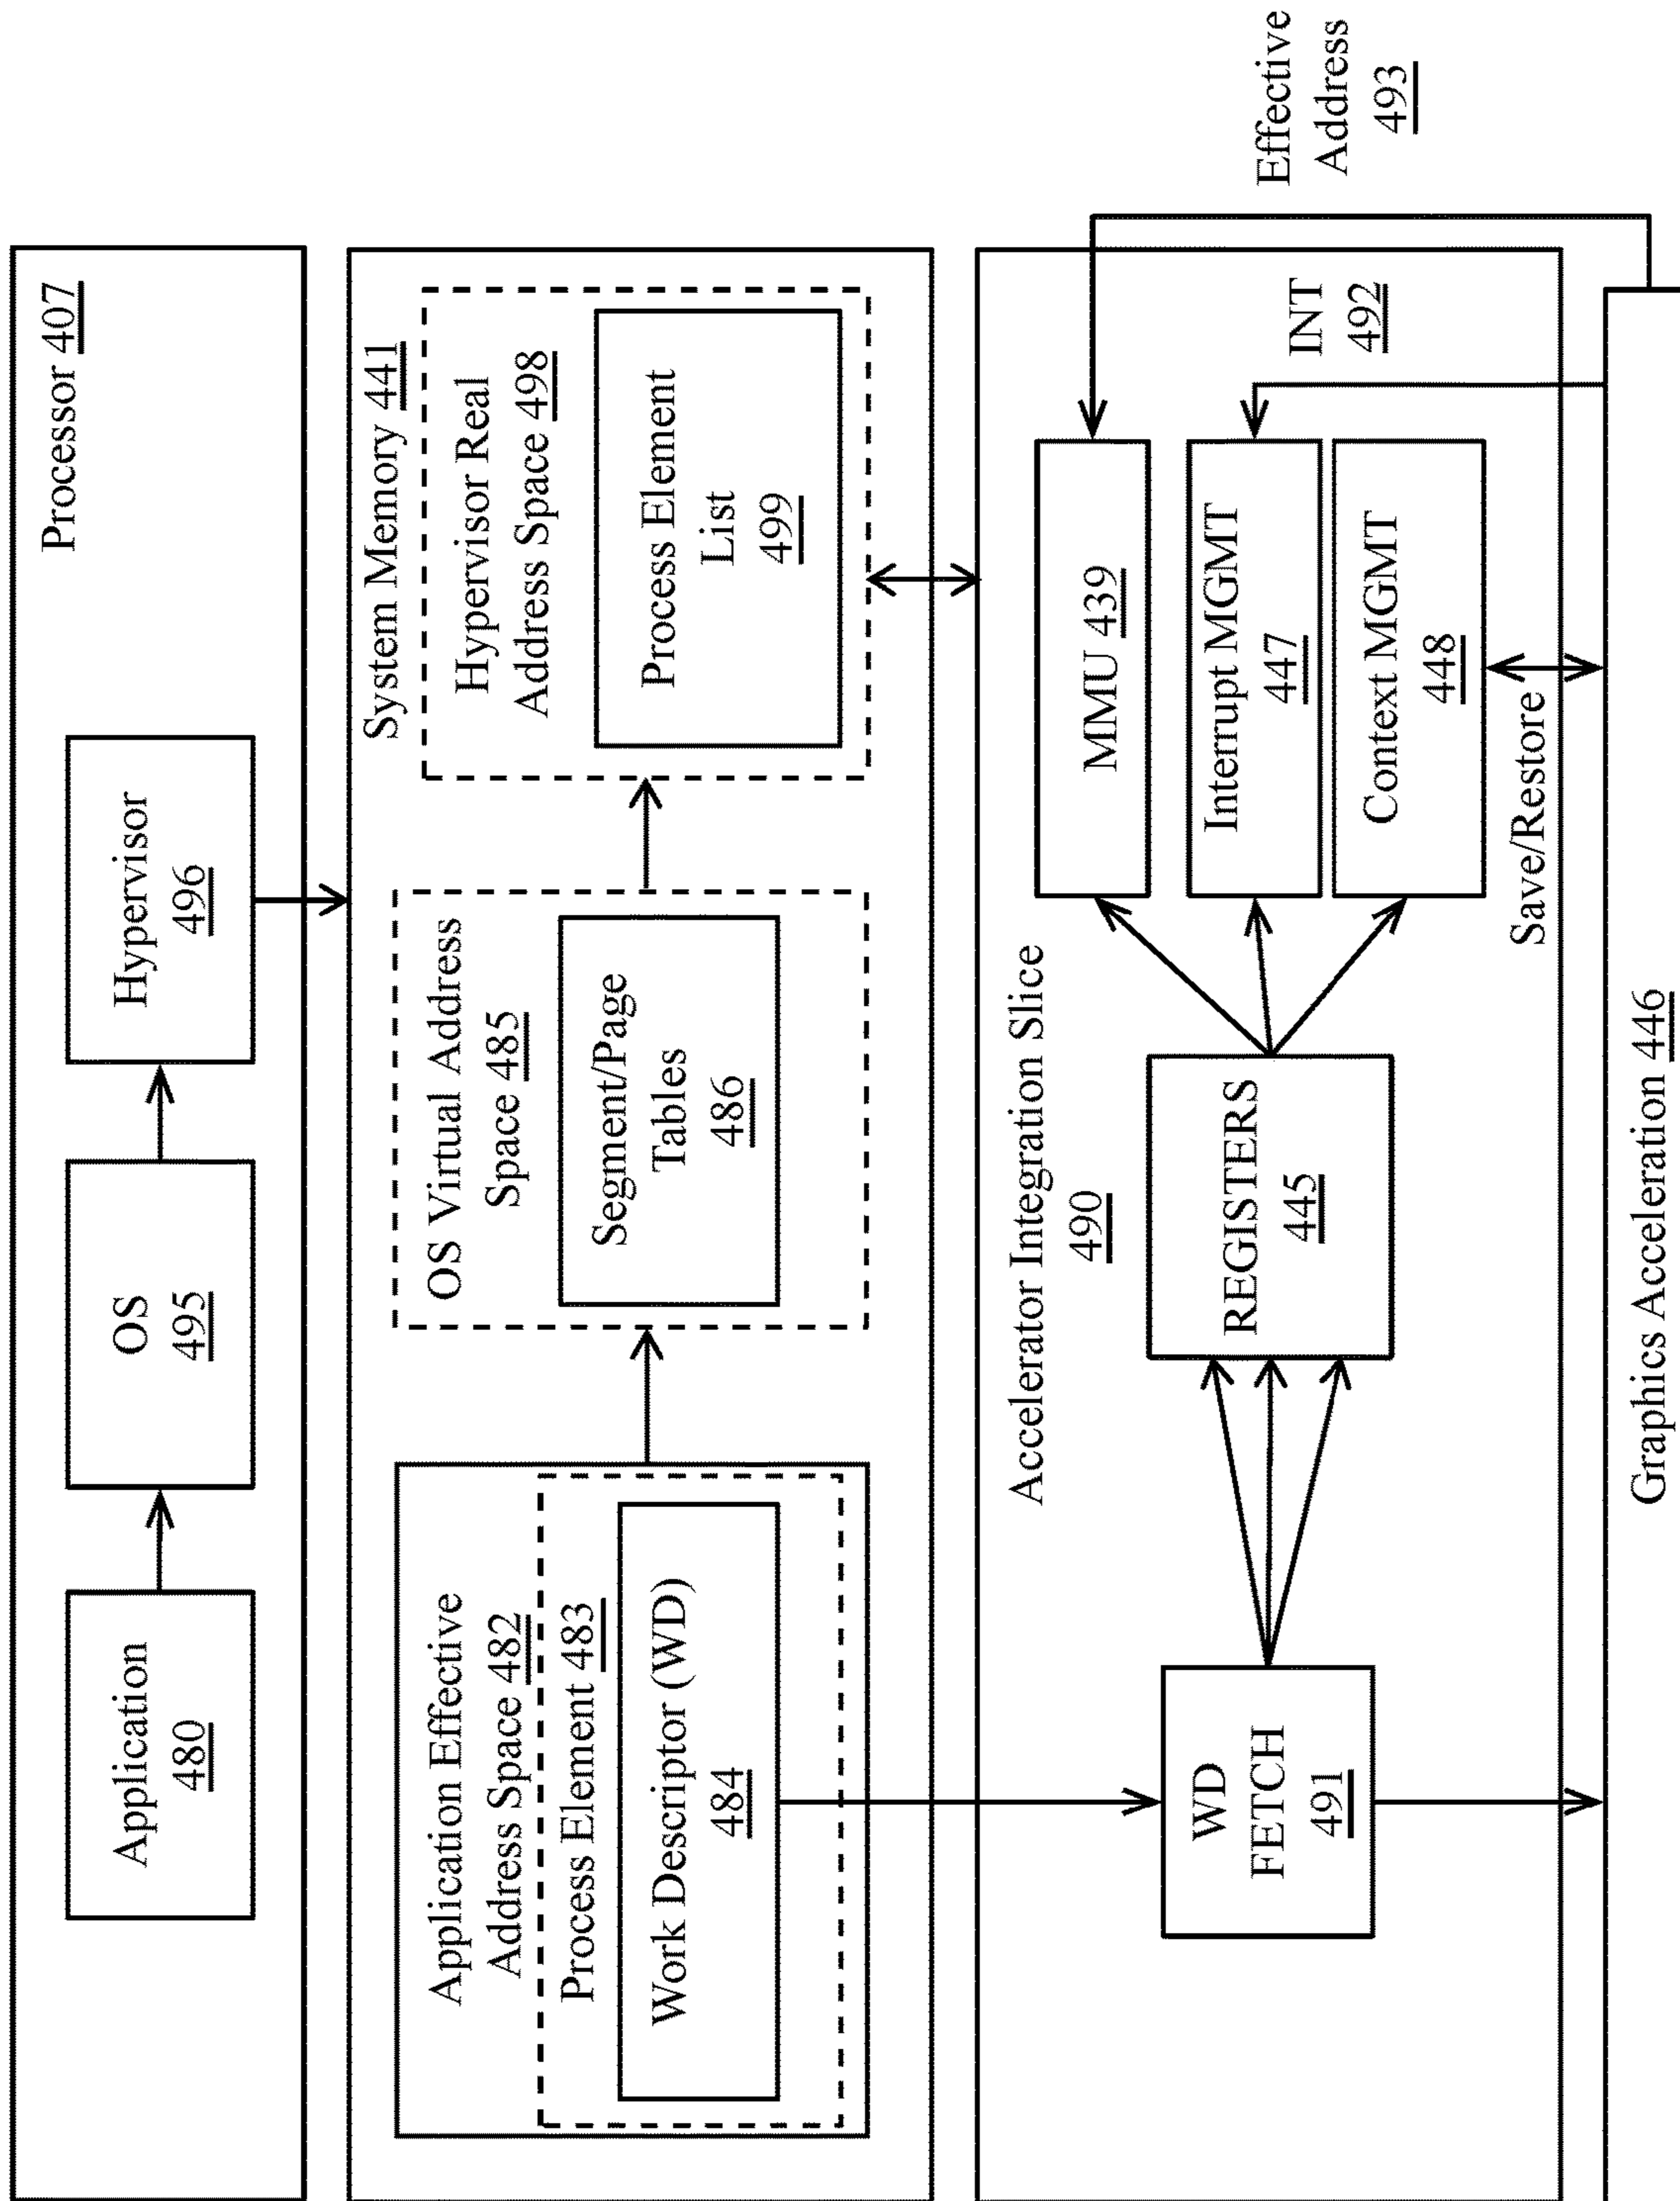 Processor 407
Application
480
OS
495
Hypervisor
496
System Memory 441
Application Effective
Address Space 482
Process Element 483
Work Descriptor (WD)
484
OS Virtual Address
Space 485
Segment/Page
Tables
486
Hypervisor Real
Address Space 498
Process Element
List
499
Accelerator Integration Slice
490
WD
FETCH
491
REGISTERS
445
MMU 439
Interrupt MGMT
447
Context MGMT
448
INT
492
Effective
Address
493
Save/Restore
Graphics Acceleration 446